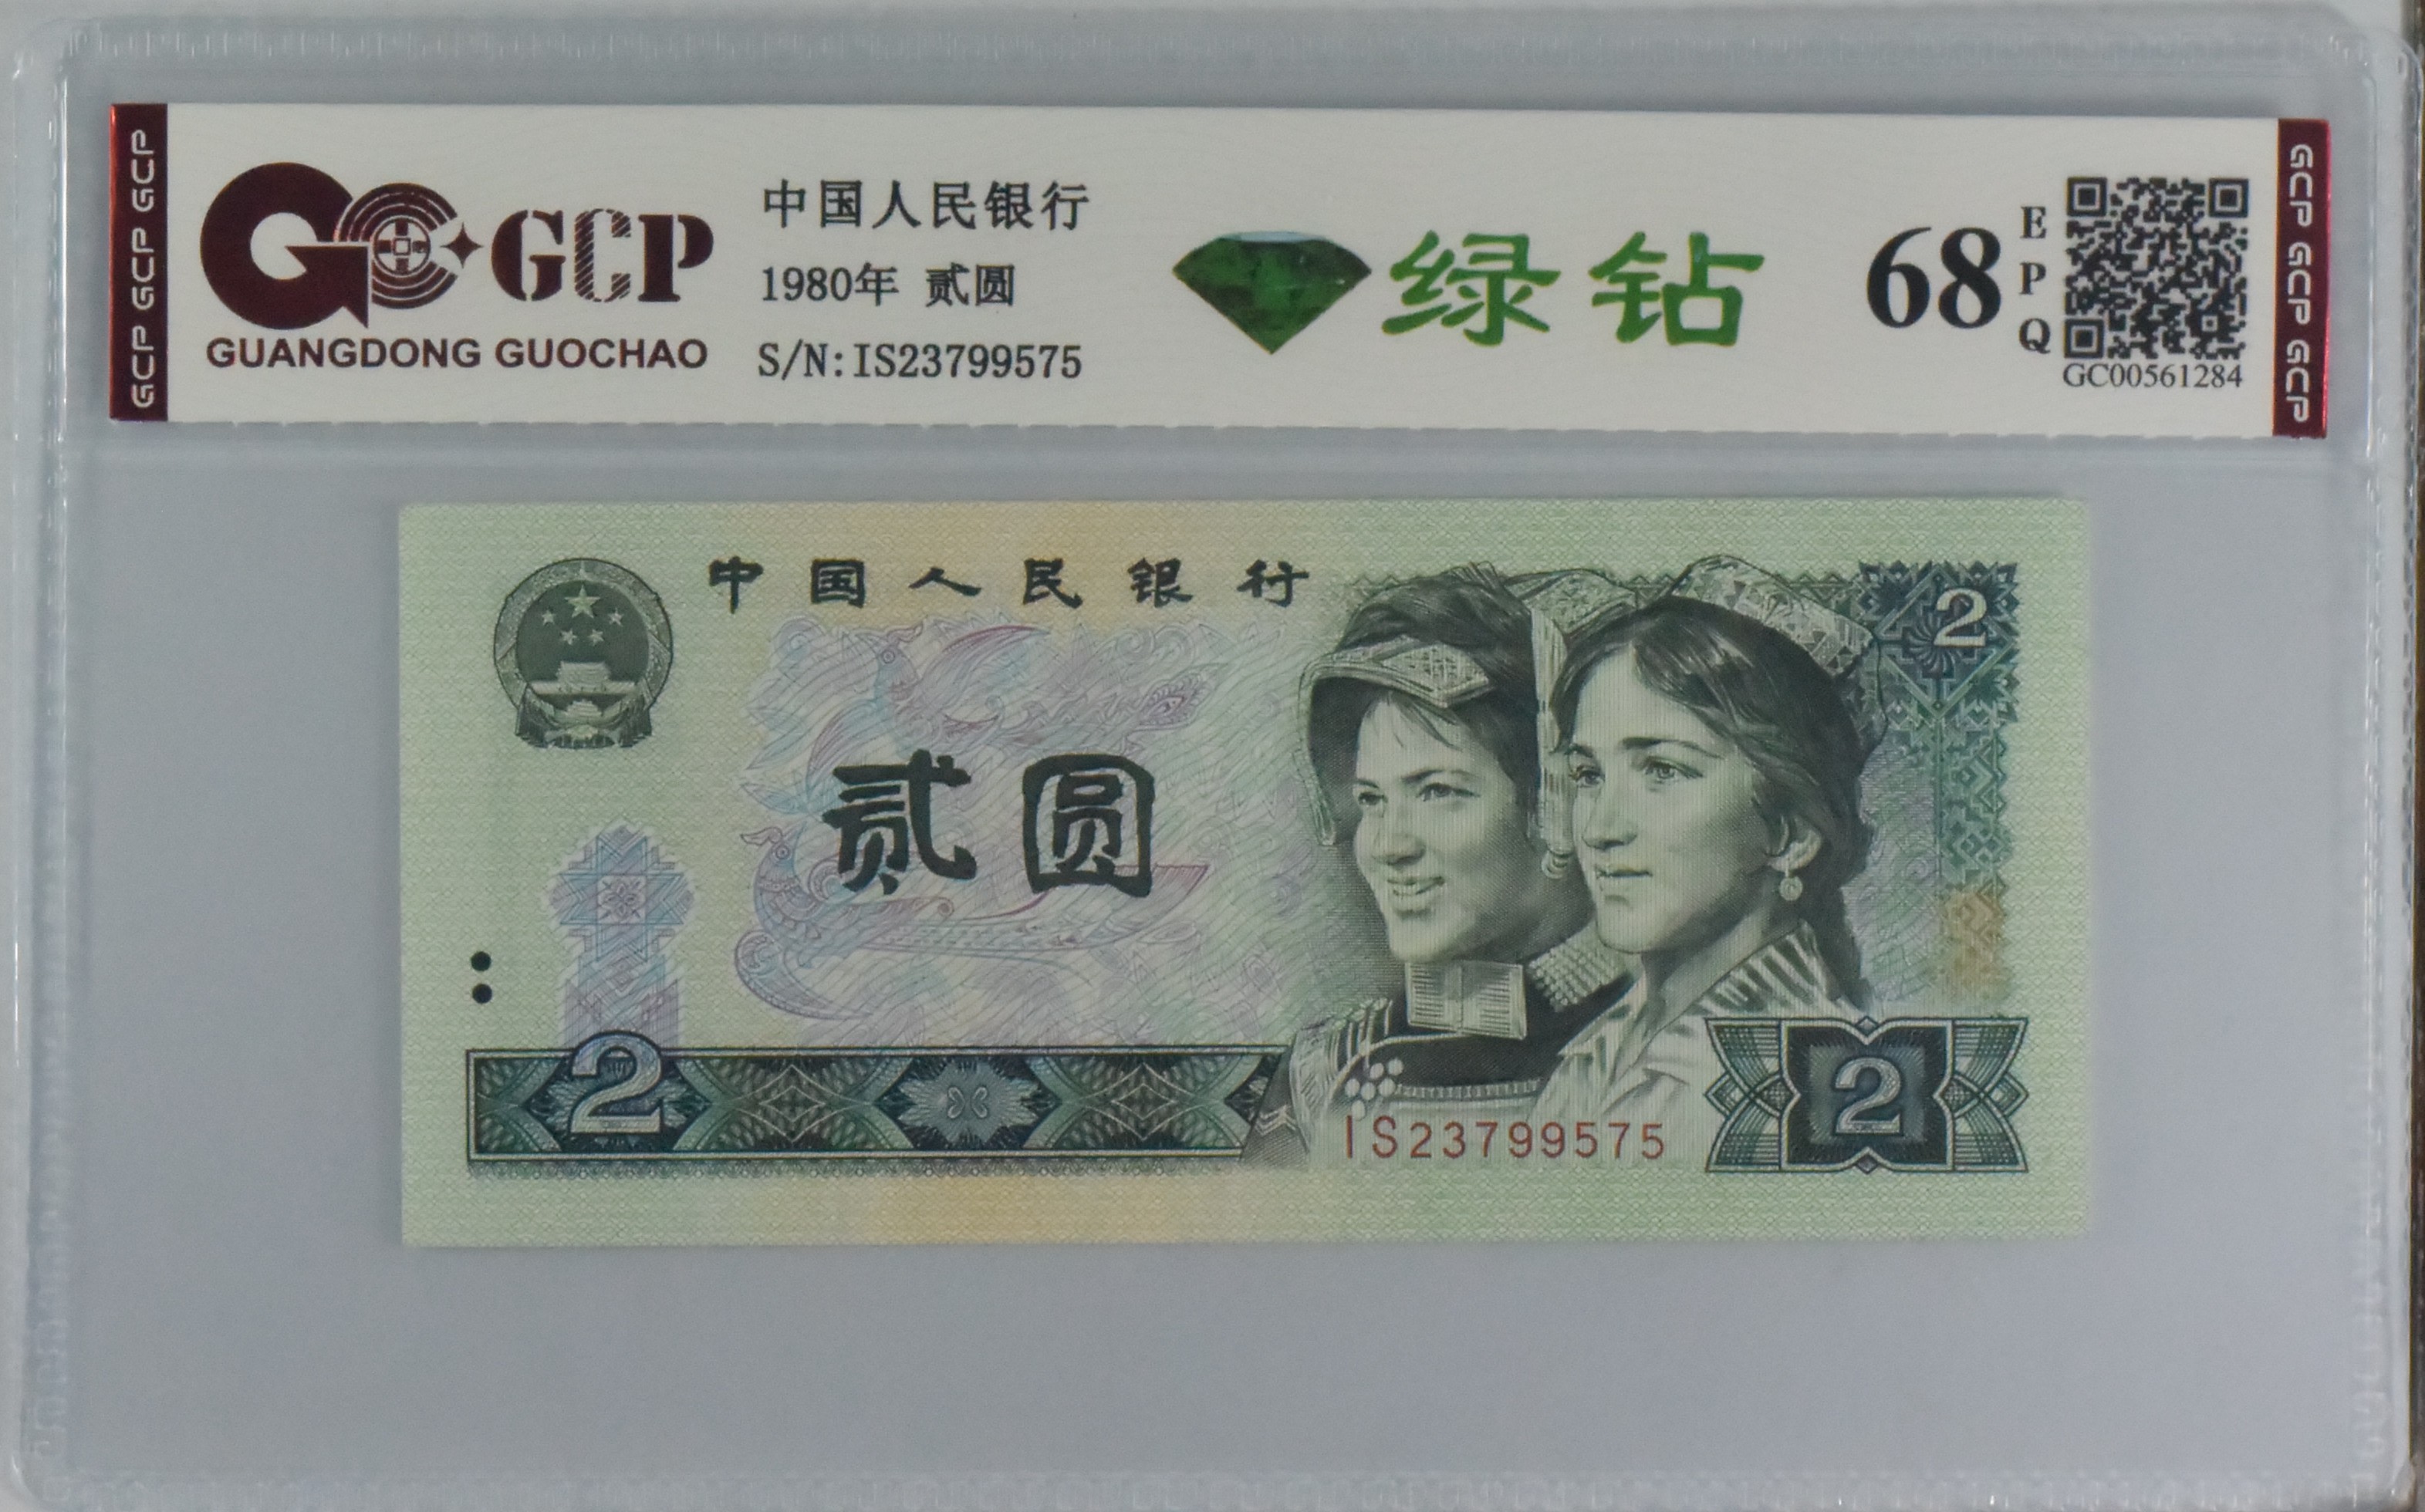 GCP GCP GCP
GCP
GUANGDONG GUOCHAO
中国人民银行
1980年 贰圆
S/N:IS23799575
绿钻
68
EPQ
GC00561284
GCP GCP GCP
中国人民银行
2
贰圆
2
IS23799575
2